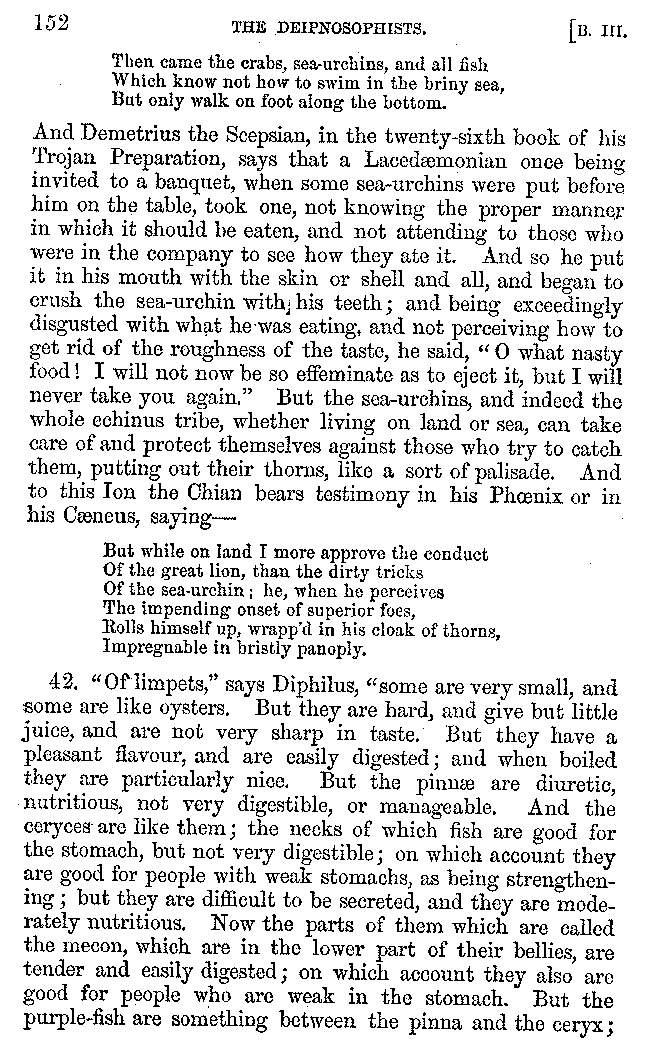 152 THE DEIPNOSOPHISTS. [B. III.
Then came the crabs, sea-urchins, and all fish
Which know not how to swim in the briny sea,
But only walk on foot along the bottom.
And Demetrius the Scepsian, in the twenty-sixth book of his
Trojan Preparation, says that a Lacedæmonian once being
invited to a banquet, when some sea-urchins were put before
him on the table, took one, not knowing the proper manner
in which it should be eaten, and not attending to those who
were in the company to see how they ate it. And so he put
it in his mouth with the skin or shell and all, and began to
crush the sea-urchin with his teeth; and being exceedingly
disgusted with what he was eating, and not perceiving how to
get rid of the roughness of the taste, he said, “O what nasty
food! I will not now be so effeminate as to eject it, but I will
never take you again.” But the sea-urchins, and indeed the
whole echinus tribe, whether living on land or sea, can take
care of and protect themselves against those who try to catch
them, putting out their thorns, like a sort of palisade. And
to this Ion the Chian bears testimony in his Phœnix or in
his Cæneus, saying—
But while on land I more approve the conduct
Of the great lion, than the dirty tricks
Of the sea-urchin; he, when he perceives
The impending onset of superior foes,
Rolls himself up, wrapp'd in his cloak of thorns,
Impregnable in bristly panoply.
42. “Of limpets,” says Diphilus, “some are very small, and
some are like oysters. But they are hard, and give but little
juice, and are not very sharp in taste. But they have a
pleasant flavour, and are easily digested; and when boiled
they are particularly nice. But the pinnæ are diuretic,
nutritious, not very digestible, or manageable. And the
ceryces are like them; the necks of which fish are good for
the stomach, but not very digestible; on which account they
are good for people with weak stomachs, as being strengthen-
ing; but they are difficult to be secreted, and they are mode-
rately nutritious. Now the parts of them which are called
the mecon, which are in the lower part of their bellies, are
tender and easily digested; on which account they also are
good for people who are weak in the stomach. But the
purple-fish are something between the pinna and the ceryx;